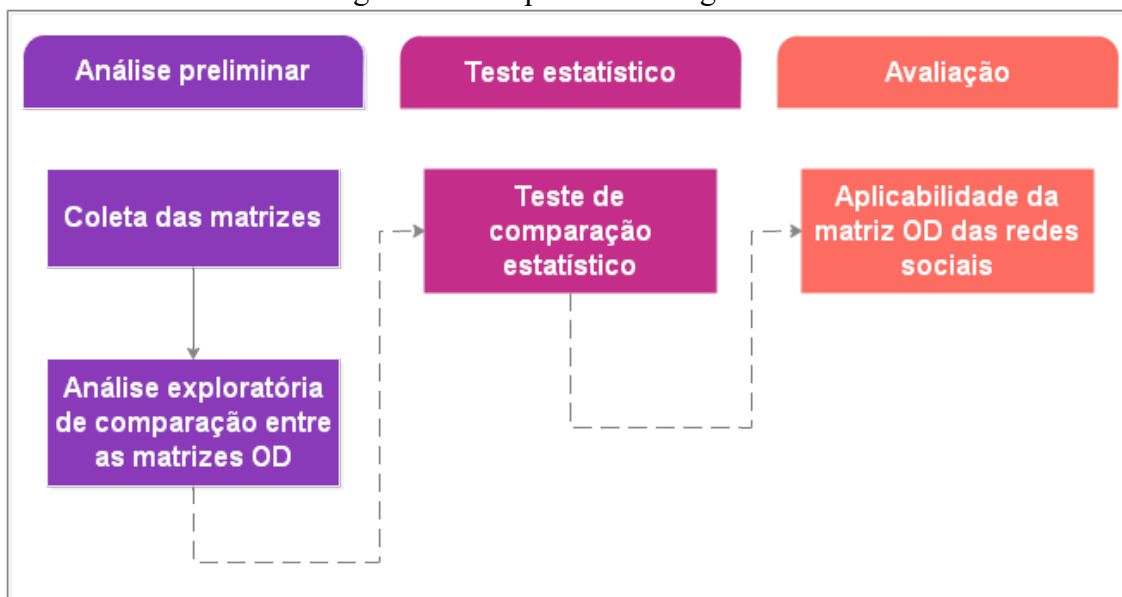 Análise preliminar
Teste estatístico
Avaliação
Coleta das matrizes
Análise exploratória
de comparação entre
as matrizes OD
Teste de
comparação
estatístico
Aplicabilidade da
matriz OD das redes
sociais